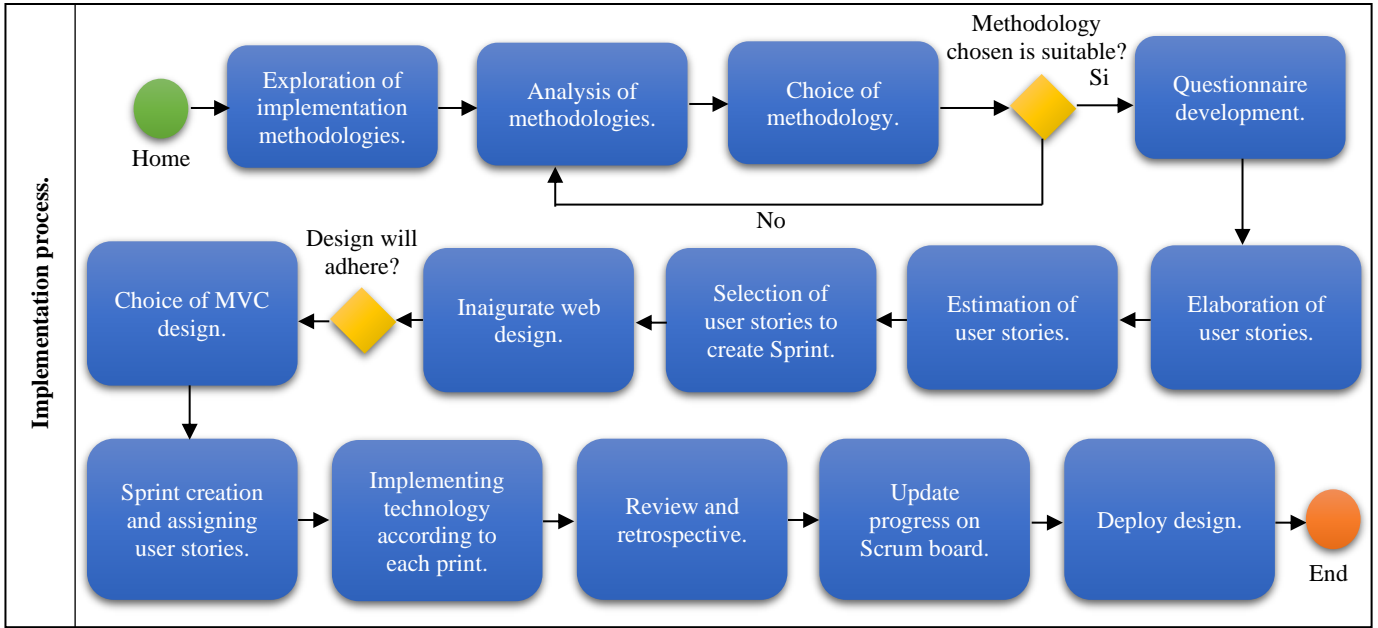 Implementation process.
Home
Exploration of
implementation
methodologies.
Analysis of
methodologies.
Choice of
methodology.
Methodology
chosen is suitable?
Si
No
Questionnaire
development.
Elaboration of
user stories.
Estimation of
user stories.
Selection of
user stories to
create Sprint.
Inaigurate web
design.
Design will
adhere?
Choice of MVC
design.
Sprint creation
and assigning
user stories.
Implementing
technology
according to
each print.
Review and
retrospective.
Update
progress on
Scrum board.
Deploy design.
End